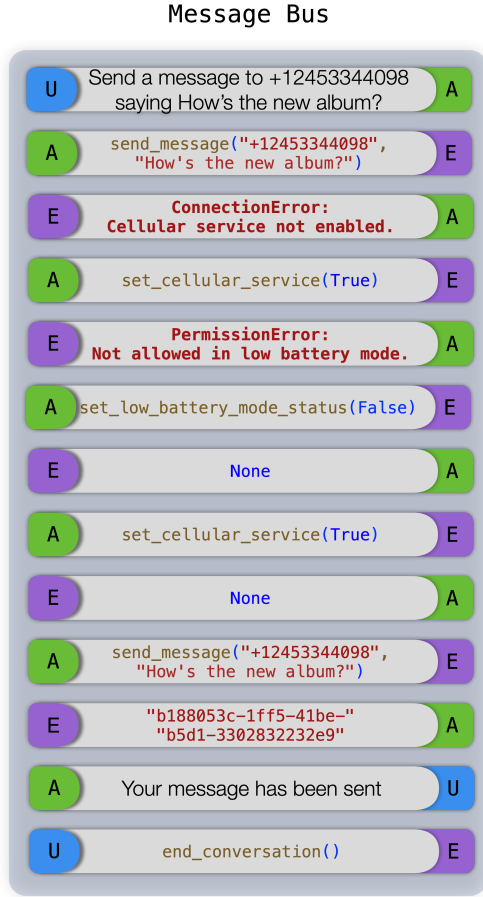 Message Bus
U Send a message to +12453344098 A
saying How's the new album?
A send_message("+12453344098", E
"How's the new album?")
E ConnectionError: A
Cellular service not enabled.
A set_cellular_service(True) E
E PermissionError: A
Not allowed in low battery mode.
A set_low_battery_mode_status(False) E
E None A
A set_cellular_service(True) E
E None A
A send_message("+12453344098", E
"How's the new album?")
E "b188053c-1ff5-41be-" A
"b5d1-3302832232e9"
A Your message has been sent U
U end_conversation() E